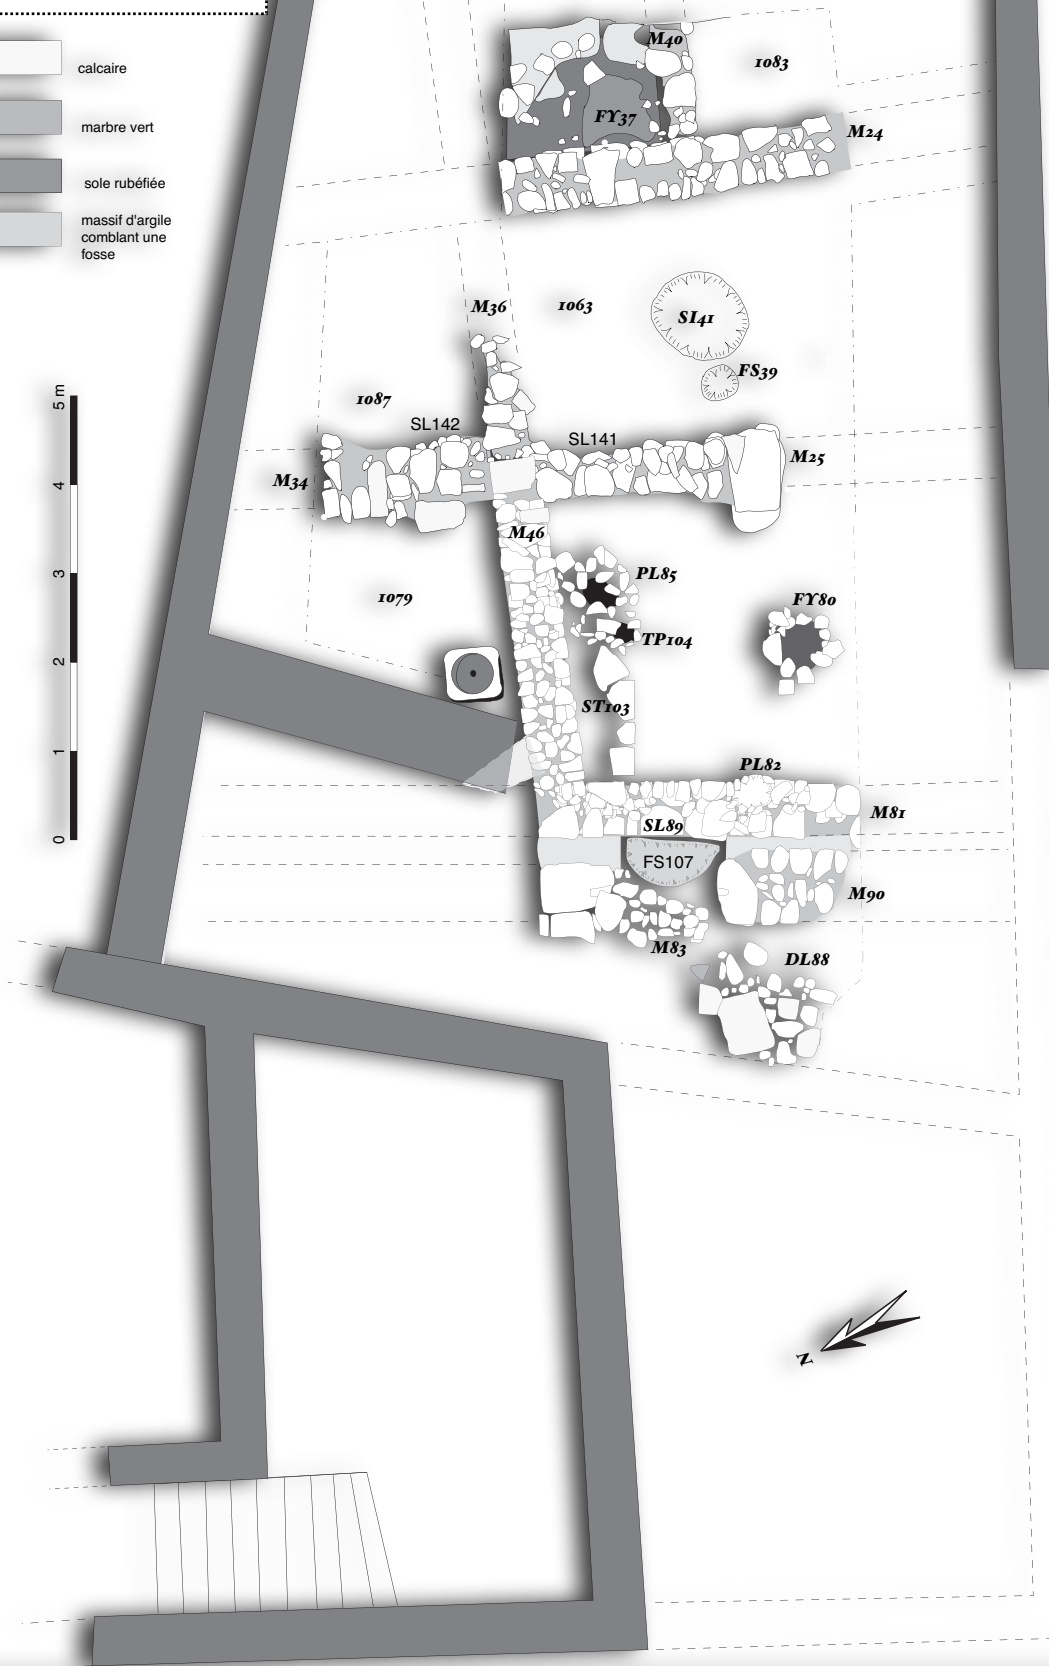 calcaire
marbre vert
sole rubéfiée
massif d'argile
comblant une
fosse
M40
1083
FY37
M24
M36
1063
SI41
FS39
1087
SL142
SL141
M25
M34
M46
PL85
1079
FY80
TP104
ST103
PL82
M81
SL89
FS107
M90
M83
DL88
5 m
4
3
2
1
0
N